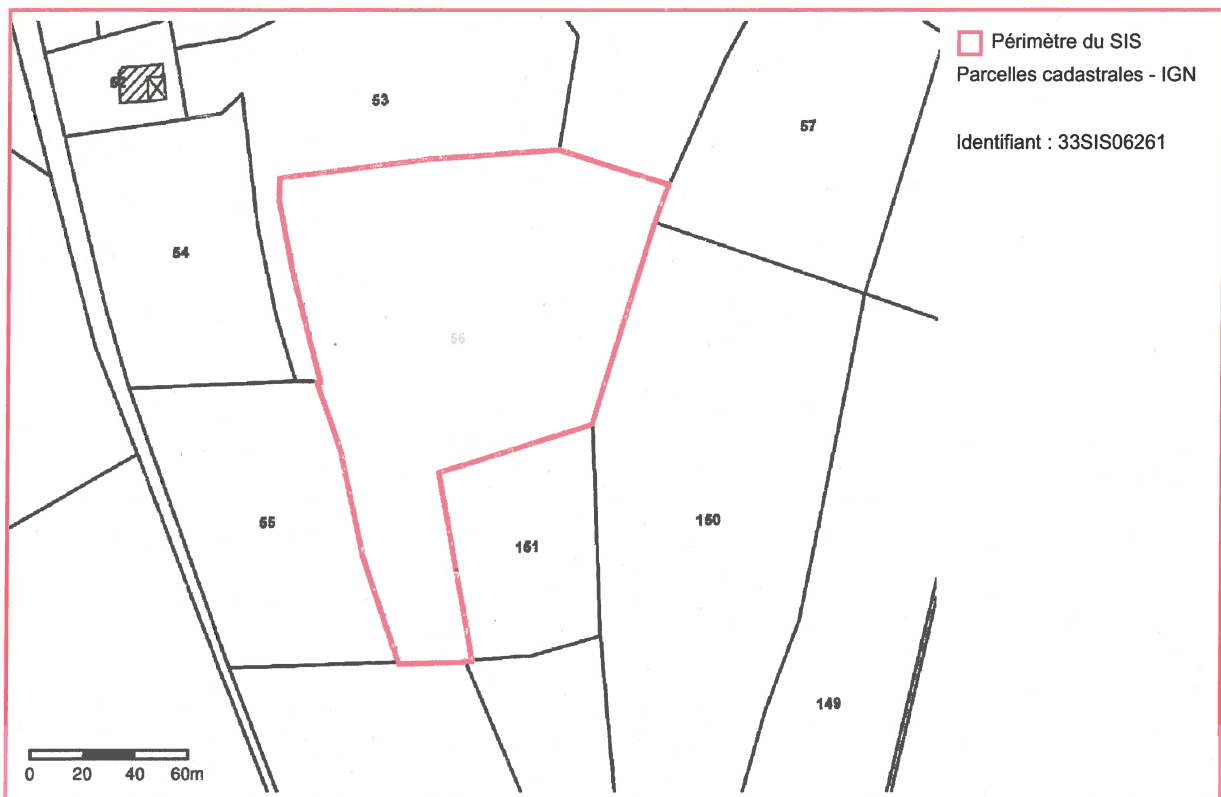 Périmètre du SIS
Parcelles cadastrales - IGN
Identifiant : 33SIS06261
52
53
57
54
56
55
151
150
149
0 20 40 60m